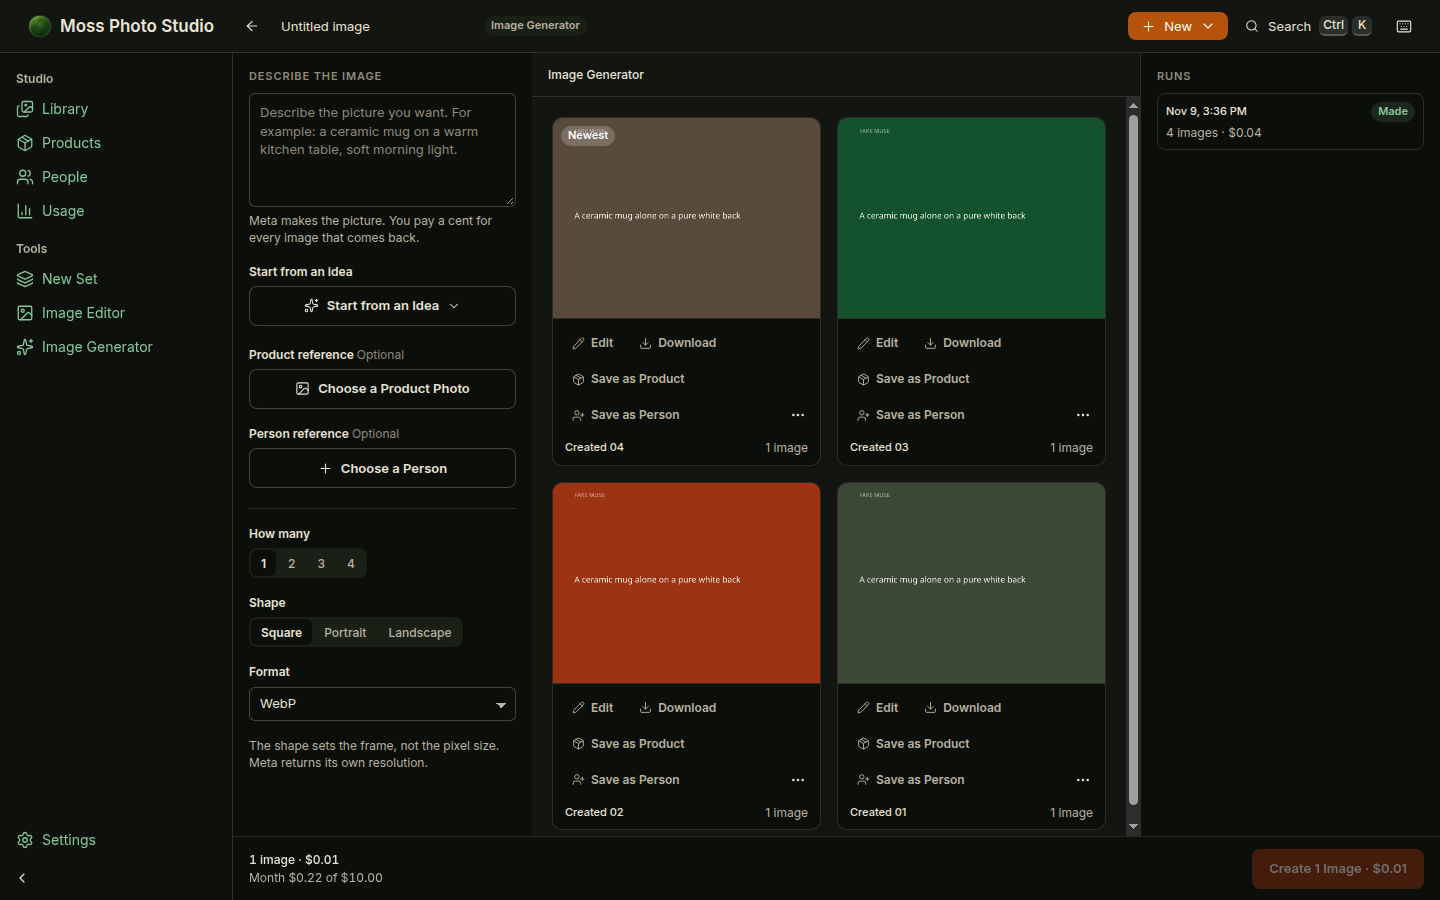 Moss Photo Studio
Untitled image
Image Generator
New
Search
Ctrl
K
Studio
Library
Products
People
Usage
Tools
New Set
Image Editor
Image Generator
Settings
DESCRIBE THE IMAGE
Describe the picture you want. For
example: a ceramic mug on a warm
kitchen table, soft morning light.
Meta makes the picture. You pay a cent for
every image that comes back.
Start from an idea
Start from an Idea
Product reference Optional
Choose a Product Photo
Person reference Optional
Choose a Person
How many
1 2 3 4
Shape
Square Portrait Landscape
Format
WebP
The shape sets the frame, not the pixel size.
Meta returns its own resolution.
Image Generator
Newest
A ceramic mug alone on a pure white back
Edit Download
Save as Product
Save as Person
Created 04 1 image
FAKE MUSE
A ceramic mug alone on a pure white back
Edit Download
Save as Product
Save as Person
Created 03 1 image
FAKE MUSE
A ceramic mug alone on a pure white back
Edit Download
Save as Product
Save as Person
Created 02 1 image
FAKE MUSE
A ceramic mug alone on a pure white back
Edit Download
Save as Product
Save as Person
Created 01 1 image
RUNS
Nov 9, 3:36 PM
Made
4 images · $0.04
1 image · $0.01
Month $0.22 of $10.00
Create 1 Image · $0.01